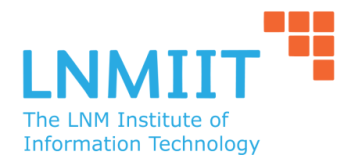 LNMIIT
The LNM Institute of
Information Technology